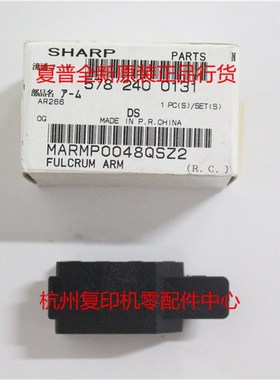 SHARP
PARTS
N
夏普全新原装正品行货
578 240 0131
部品名 アーム
1 PC(S)/SET(S)
AR266
DS
OG
MADE IN P.R.CHINA
MARMP0048QSZ2
FULCRUM ARM
(R.C.)
杭州复印机零配件中心